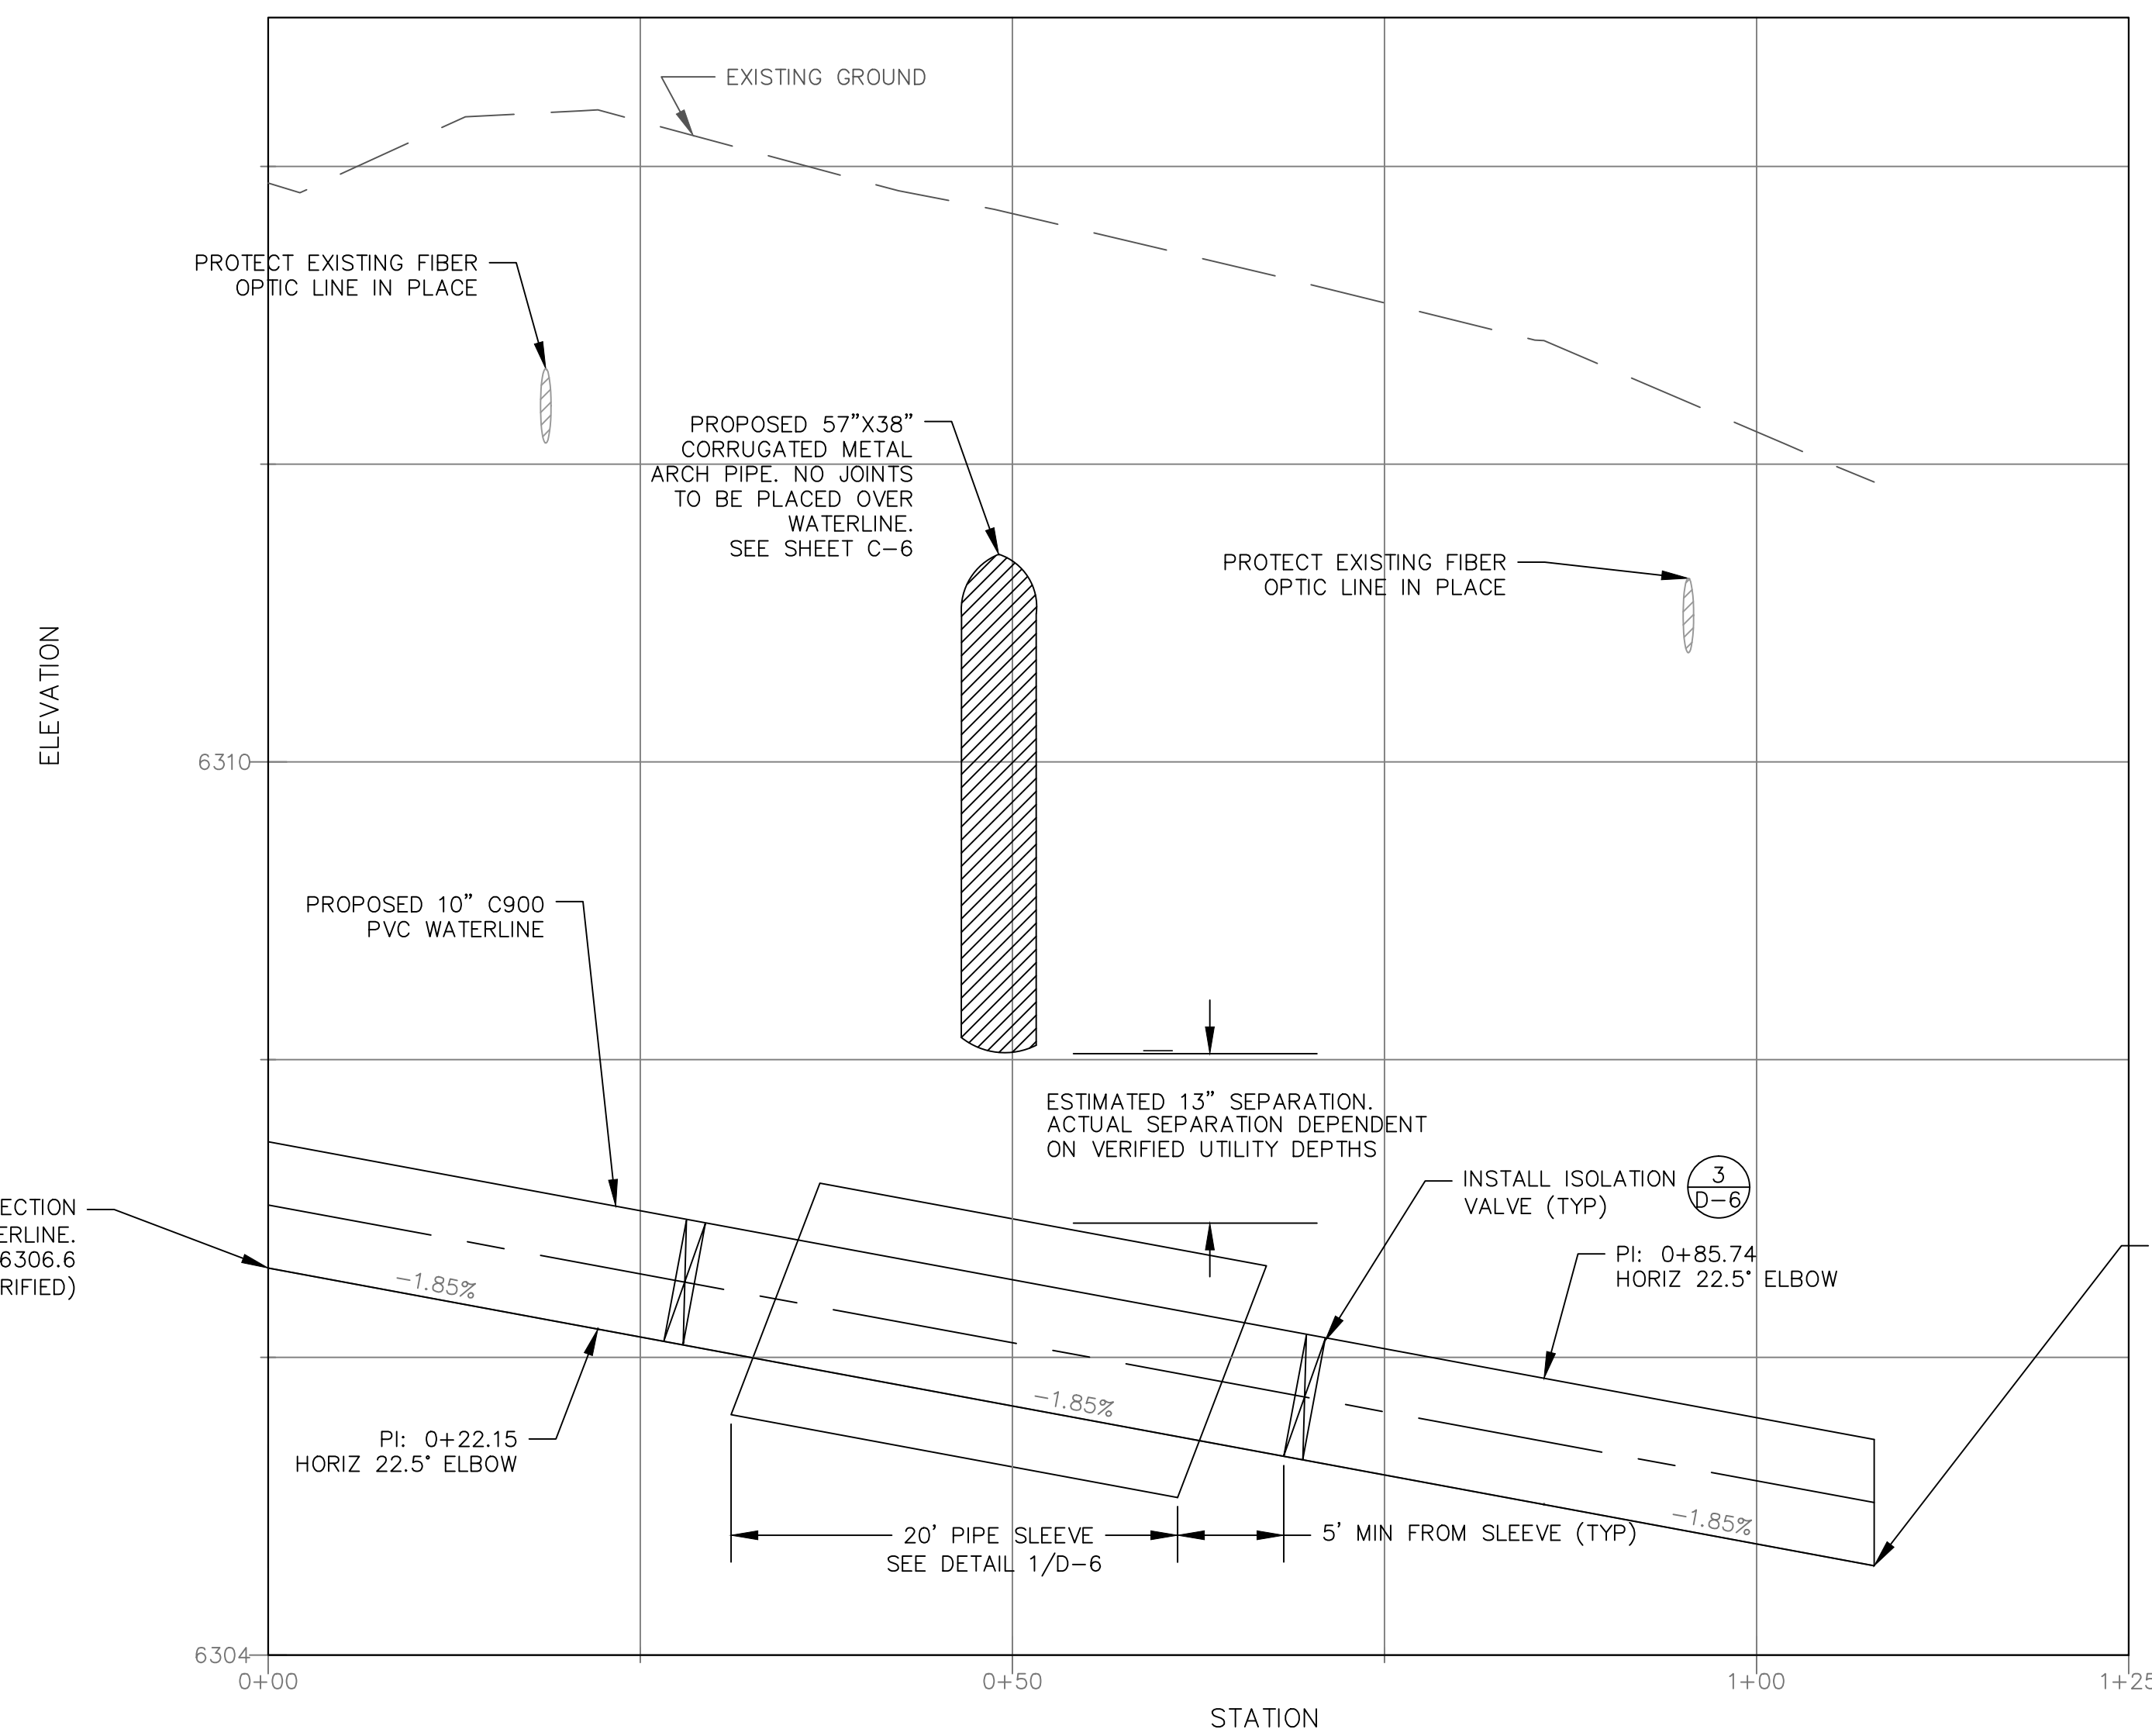 EXISTING GROUND
PROTECT EXISTING FIBER
OPTIC LINE IN PLACE
PROPOSED 57”X38”
CORRUGATED METAL
ARCH PIPE. NO JOINTS
TO BE PLACED OVER
WATERLINE.
SEE SHEET C-6
PROTECT EXISTING FIBER
OPTIC LINE IN PLACE
ELEVATION
6310
PROPOSED 10” C900
PVC WATERLINE
ESTIMATED 13” SEPARATION.
ACTUAL SEPARATION DEPENDENT
ON VERIFIED UTILITY DEPTHS
INSTALL ISOLATION
VALVE (TYP)
3
D-6
ECTION
ERLINE.
6306.6
RIFIED)
PI: 0+85.74
HORIZ 22.5° ELBOW
-1.85%
-1.85%
-1.85%
PI: 0+22.15
HORIZ 22.5° ELBOW
20’ PIPE SLEEVE
SEE DETAIL 1/D-6
5’ MIN FROM SLEEVE (TYP)
6304
0+00
0+50
1+00
1+25
STATION